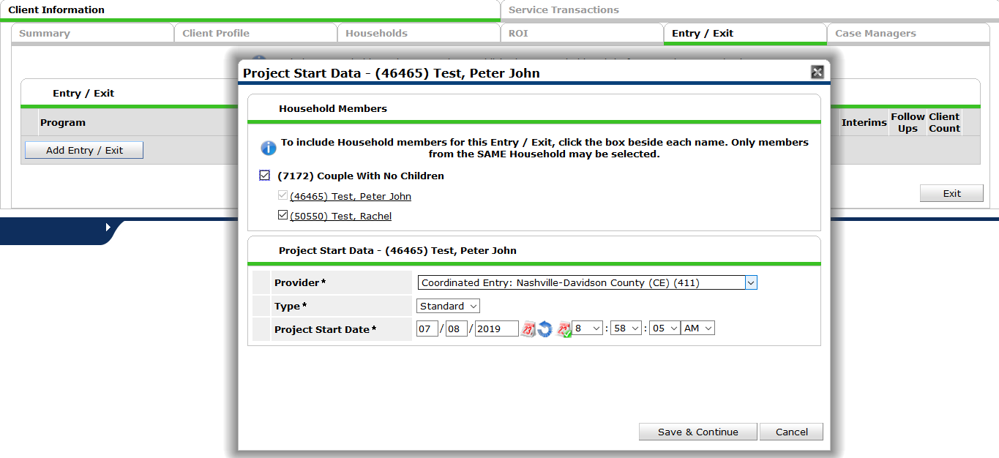 Client Information
Service Transactions
Summary
Client Profile
Households
ROI
Entry / Exit
Case Managers
Entry / Exit
Program
Interims
Follow Ups
Client Count
Add Entry / Exit
Exit
Project Start Data - (46465) Test, Peter John
Household Members
To include Household members for this Entry / Exit, click the box beside each name. Only members
from the SAME Household may be selected.
(7172) Couple With No Children
(46465) Test, Peter John
(50550) Test, Rachel
Project Start Data - (46465) Test, Peter John
Provider* Coordinated Entry: Nashville-Davidson County (CE) (411)
Type* Standard
Project Start Date* 07 / 08 / 2019 8 : 58 : 05 AM
Save & Continue
Cancel